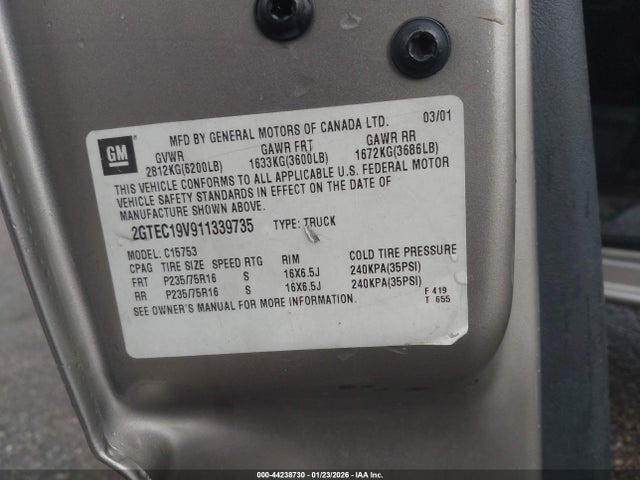 GM
MFD BY GENERAL MOTORS OF CANADA LTD. 03/01
GVWR GAWR FRT GAWR RR
2812KG(6200LB) 1633KG(3600LB) 1672KG(3686LB)
THIS VEHICLE CONFORMS TO ALL APPLICABLE U.S. FEDERAL MOTOR
VEHICLE SAFETY STANDARDS IN EFFECT ON THE DATE OF
MANUFACTURE SHOWN ABOVE.
2GTEC19V911339735 TYPE: TRUCK
MODEL: C15753
CPAG TIRE SIZE SPEED RTG RIM COLD TIRE PRESSURE
FRT P235/75R16 S 16X6.5J 240KPA(35PSI)
RR P235/75R16 S 16X6.5J 240KPA(35PSI)
SEE OWNER'S MANUAL FOR MORE INFORMATION. F 419
T 655
000-44238730 - 01/23/2026 - IAA Inc.